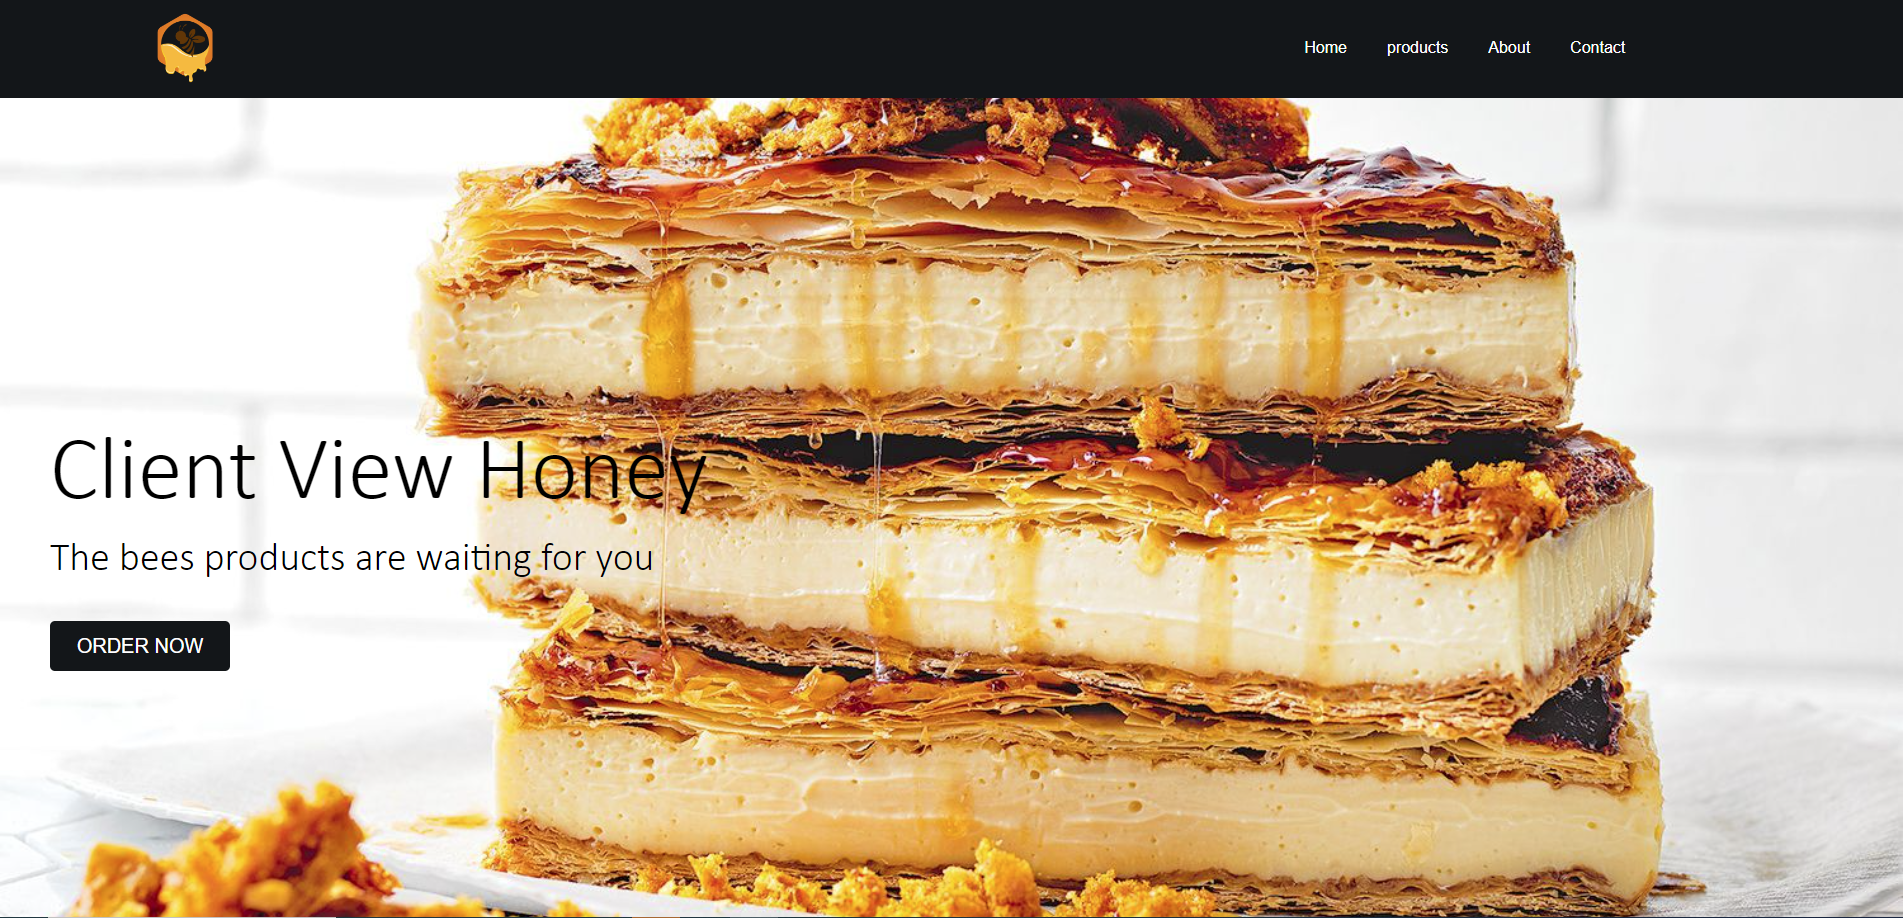 Home products About Contact
Client View Honey
The bees products are waiting for you
ORDER NOW